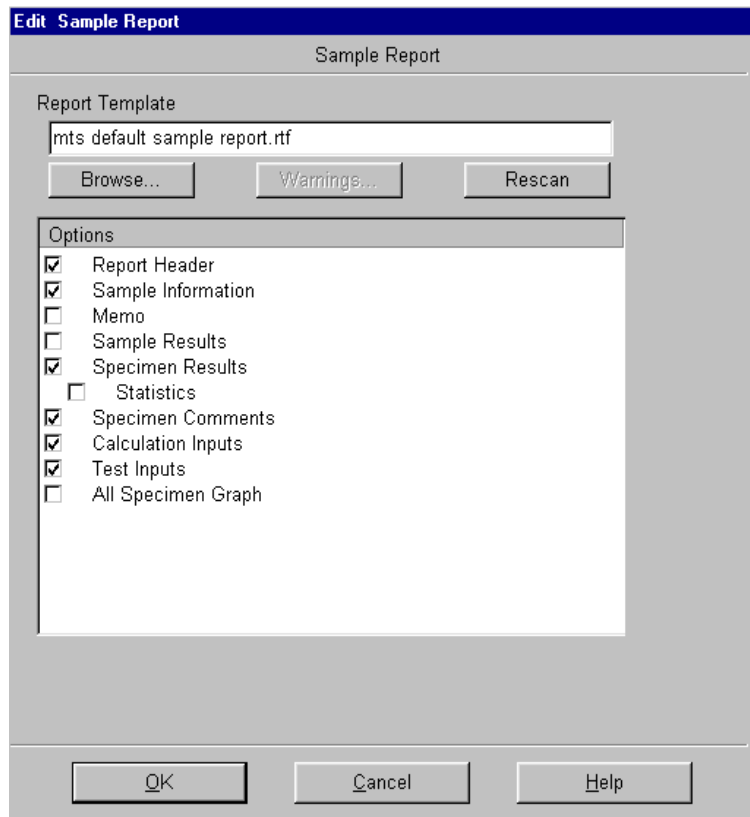 Edit Sample Report
Sample Report
Report Template
mts default sample report.rtf
Browse... Warnings... Rescan
Options
Report Header
Sample Information
Memo
Sample Results
Specimen Results
Statistics
Specimen Comments
Calculation Inputs
Test Inputs
All Specimen Graph
OK Cancel Help